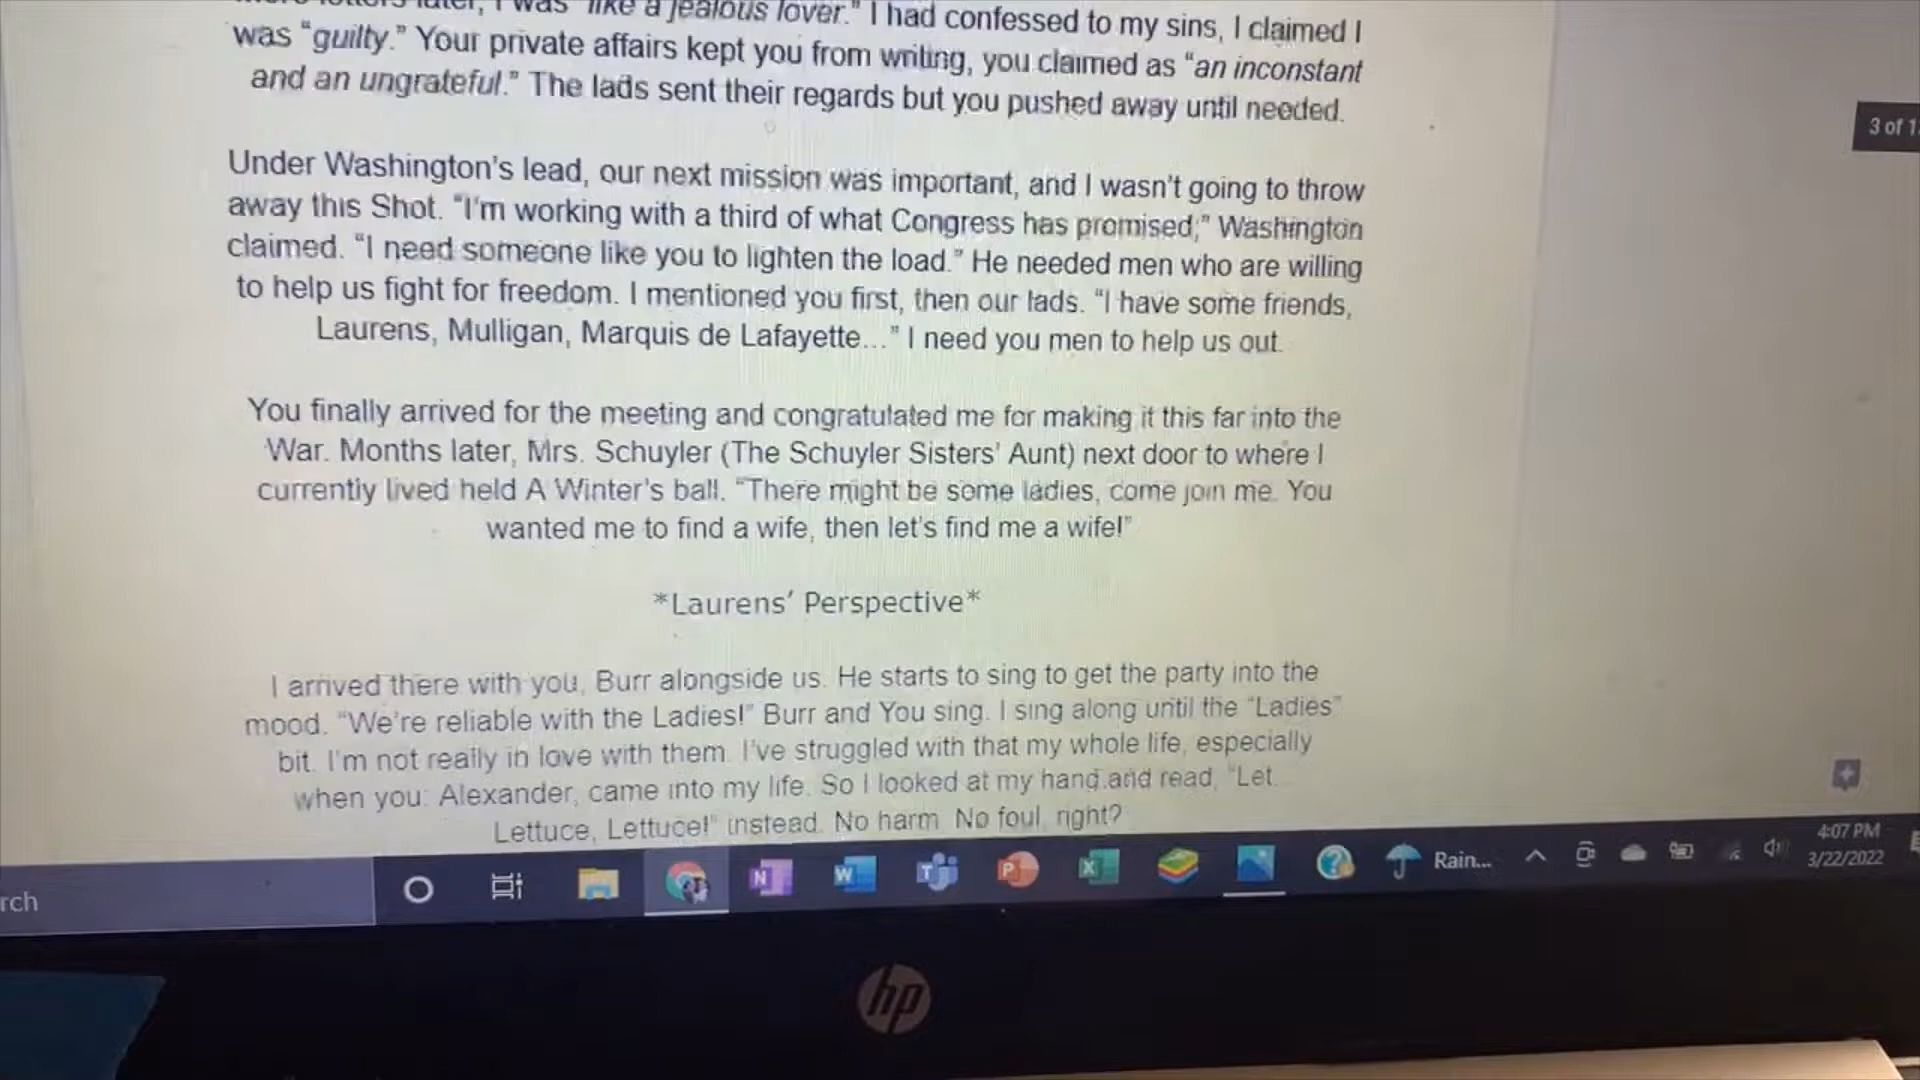 later, I was "like a jealous lover." I had confessed to my sins, I claimed I
was "guilty." Your private affairs kept you from writing, you claimed as "an inconstant
and an ungrateful." The lads sent their regards but you pushed away until needed.
3 of 1
Under Washington's lead, our next mission was important, and I wasn't going to throw
away this Shot. "I'm working with a third of what Congress has promised;" Washington
claimed. "I need someone like you to lighten the load." He needed men who are willing
to help us fight for freedom. I mentioned you first, then our lads. "I have some friends,
Laurens, Mulligan, Marquis de Lafayette..." I need you men to help us out.
You finally arrived for the meeting and congratulated me for making it this far into the
War. Months later, Mrs. Schuyler (The Schuyler Sisters' Aunt) next door to where I
currently lived held A Winter's ball. "There might be some ladies, come join me. You
wanted me to find a wife, then let's find me a wife!"
*Laurens' Perspective*
I arrived there with you, Burr alongside us. He starts to sing to get the party into the
mood. "We're reliable with the Ladies!" Burr and You sing. I sing along until the "Ladies"
bit. I'm not really in love with them. I've struggled with that my whole life, especially
when you, Alexander, came into my life. So I looked at my hand and read, "Let...
Lettuce, Lettuce!" instead. No harm. No foul, right?
rch
N
W
T
P
X
Rain...
4:07 PM
3/22/2022
hp